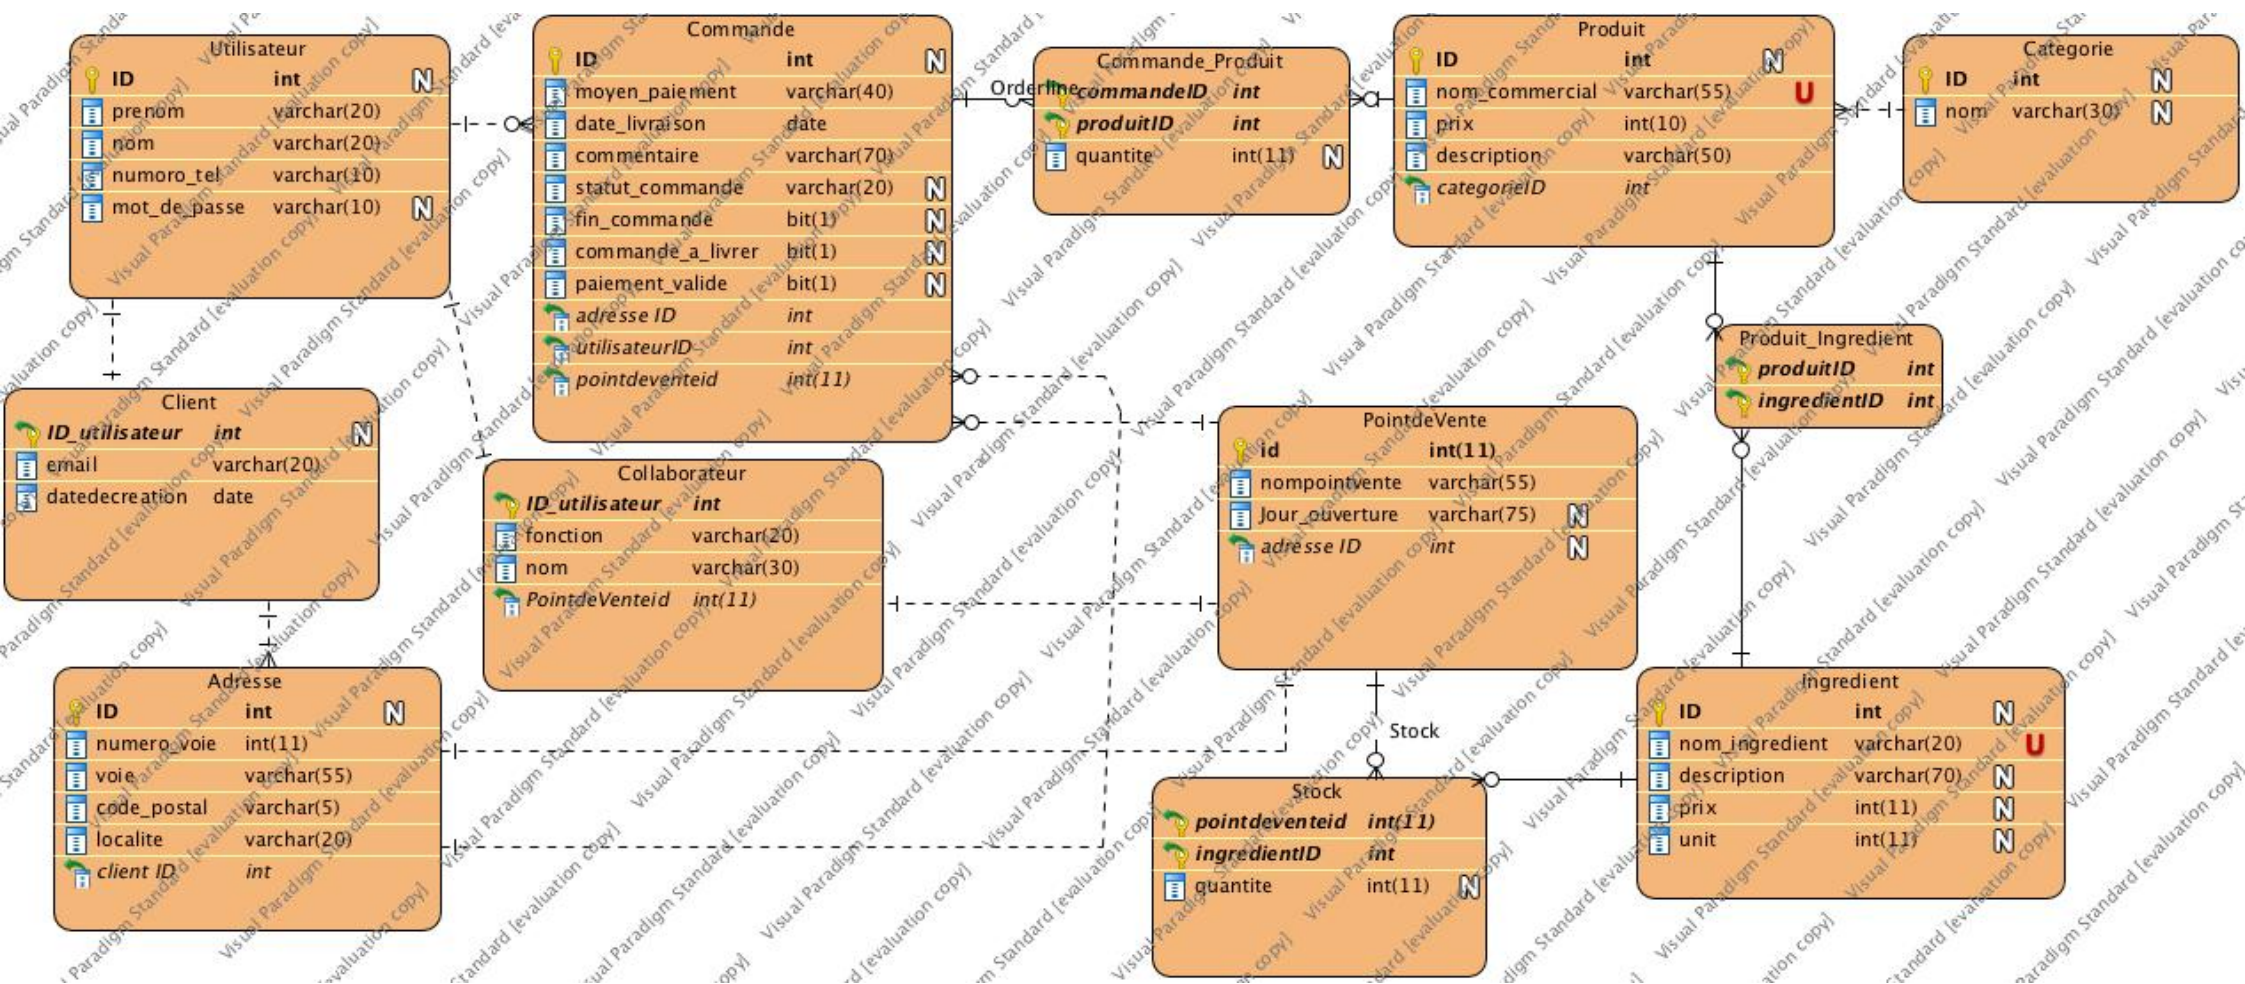 Utilisateur
ID int N
prenom varchar(20)
nom varchar(20)
numoro_tel varchar(10)
mot_de_passe varchar(10) N
Commande
ID int N
moyen_paiement varchar(40)
date_livraison date
commentaire varchar(70)
statut_commande varchar(20) N
fin_commande bit(1) N
commande_a_livrer bit(1) N
paiement_valide bit(1) N
adresse ID int
utilisateurID int
pointdeventeid int(11)
Orderline
Commande_Produit
commandeID int
produitID int
quantite int(11) N
Produit
ID int N
nom_commercial varchar(55) U
prix int(10)
description varchar(50)
categorieID int
Categorie
ID int N
nom varchar(30) N
Produit_Ingredient
produitID int
ingredientID int
Client
ID_utilisateur int N
email varchar(20)
datedecreation date
Collaborateur
ID_utilisateur int
fonction varchar(20)
nom varchar(30)
PointdeVenteid int(11)
PointdeVente
id int(11)
nompointvente varchar(55)
Jour_ouverture varchar(75) N
adresse ID int N
Adresse
ID int N
numero_voie int(11)
voie varchar(55)
code_postal varchar(5)
localite varchar(20)
client ID int
Stock
Stock
pointdeventeid int(11)
ingredientID int
quantite int(11) N
Ingredient
ID int N
nom_ingredient varchar(20) U
description varchar(70) N
prix int(11) N
unit int(11) N
Visual Paradigm Standard [evaluation copy]